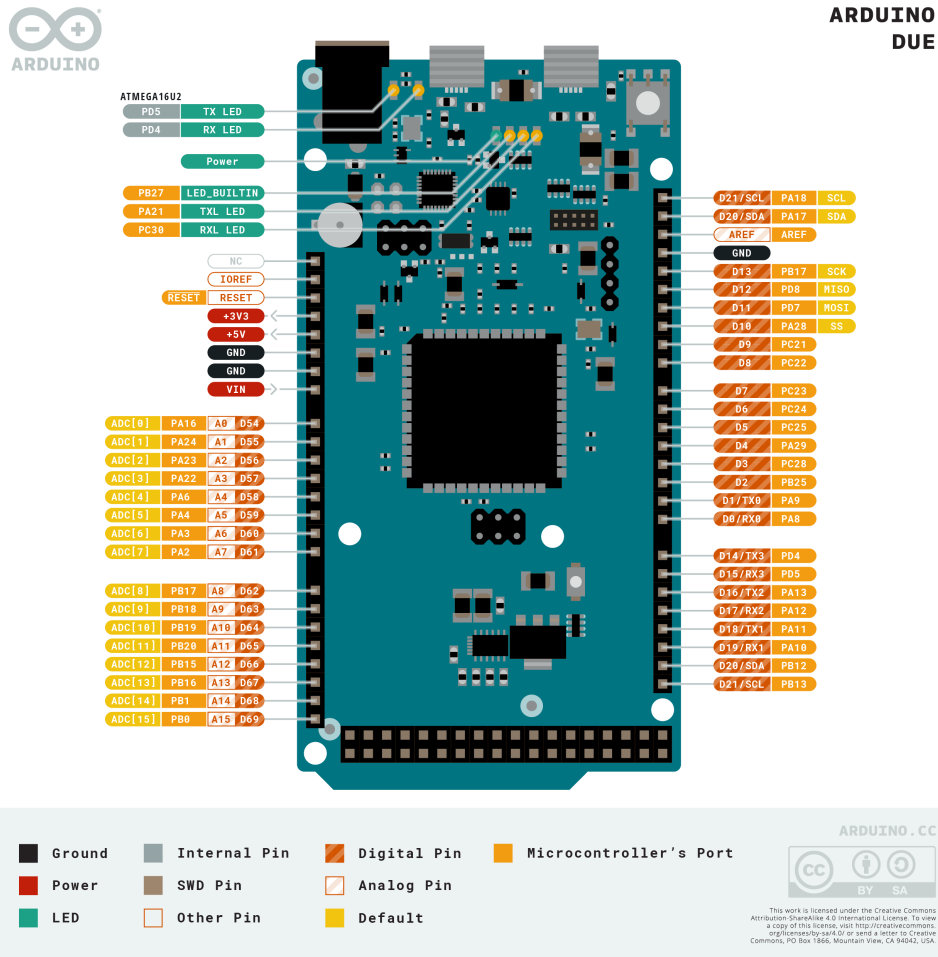 ARDUINO
ARDUINO
DUE
ATMEGA16U2
PD5 TX LED
PD4 RX LED
Power
PB27 LED_BUILTIN
PA21 TXL LED
PC30 RXL LED
NC
IOREF
RESET RESET
+3V3
+5V
GND
GND
VIN
ADC[0] PA16 A0 D54
ADC[1] PA24 A1 D55
ADC[2] PA23 A2 D56
ADC[3] PA22 A3 D57
ADC[4] PA6 A4 D58
ADC[5] PA4 A5 D59
ADC[6] PA3 A6 D60
ADC[7] PA2 A7 D61
ADC[8] PB17 A8 D62
ADC[9] PB18 A9 D63
ADC[10] PB19 A10 D64
ADC[11] PB20 A11 D65
ADC[12] PB15 A12 D66
ADC[13] PB16 A13 D67
ADC[14] PB1 A14 D68
ADC[15] PB0 A15 D69
D21/SCL PA18 SCL
D20/SDA PA17 SDA
AREF AREF
GND
D13 PB17 SCK
D12 PD8 MISO
D11 PD7 MOSI
D10 PA28 SS
D9 PC21
D8 PC22
D7 PC23
D6 PC24
D5 PC25
D4 PA29
D3 PC28
D2 PB25
D1/TX0 PA9
D0/RX0 PA8
D14/TX3 PD4
D15/RX3 PD5
D16/TX2 PA13
D17/RX2 PA12
D18/TX1 PA11
D19/RX1 PA10
D20/SDA PB12
D21/SCL PB13
Ground
Power
LED
Internal Pin
SWD Pin
Other Pin
Digital Pin
Analog Pin
Default
Microcontroller's Port
ARDUINO.CC
CC
BY SA
This work is licensed under the Creative Commons
Attribution-ShareAlike 4.0 International License. To view
a copy of this license, visit http://creativecommons.
org/licenses/by-sa/4.0/ or send a letter to Creative
Commons, PO Box 1866, Mountain View, CA 94042, USA.